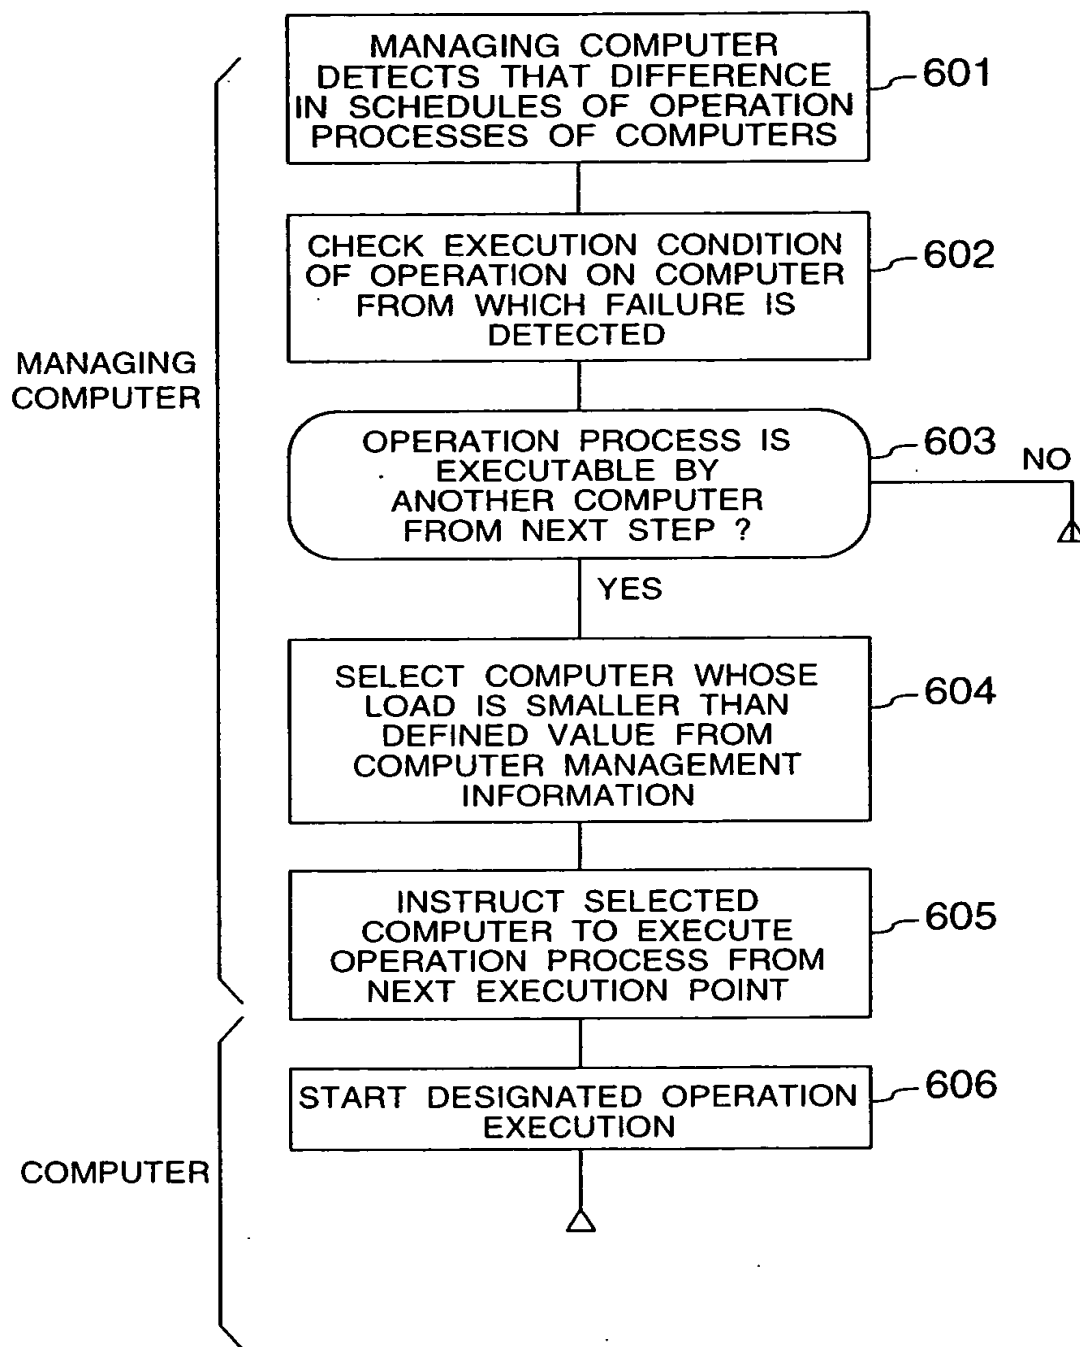 MANAGING COMPUTER
DETECTS THAT DIFFERENCE
IN SCHEDULES OF OPERATION
PROCESSES OF COMPUTERS
601
CHECK EXECUTION CONDITION
OF OPERATION ON COMPUTER
FROM WHICH FAILURE IS
DETECTED
602
MANAGING
COMPUTER
OPERATION PROCESS IS
EXECUTABLE BY
ANOTHER COMPUTER
FROM NEXT STEP ?
603
NO
YES
SELECT COMPUTER WHOSE
LOAD IS SMALLER THAN
DEFINED VALUE FROM
COMPUTER MANAGEMENT
INFORMATION
604
INSTRUCT SELECTED
COMPUTER TO EXECUTE
OPERATION PROCESS FROM
NEXT EXECUTION POINT
605
START DESIGNATED OPERATION
EXECUTION
606
COMPUTER